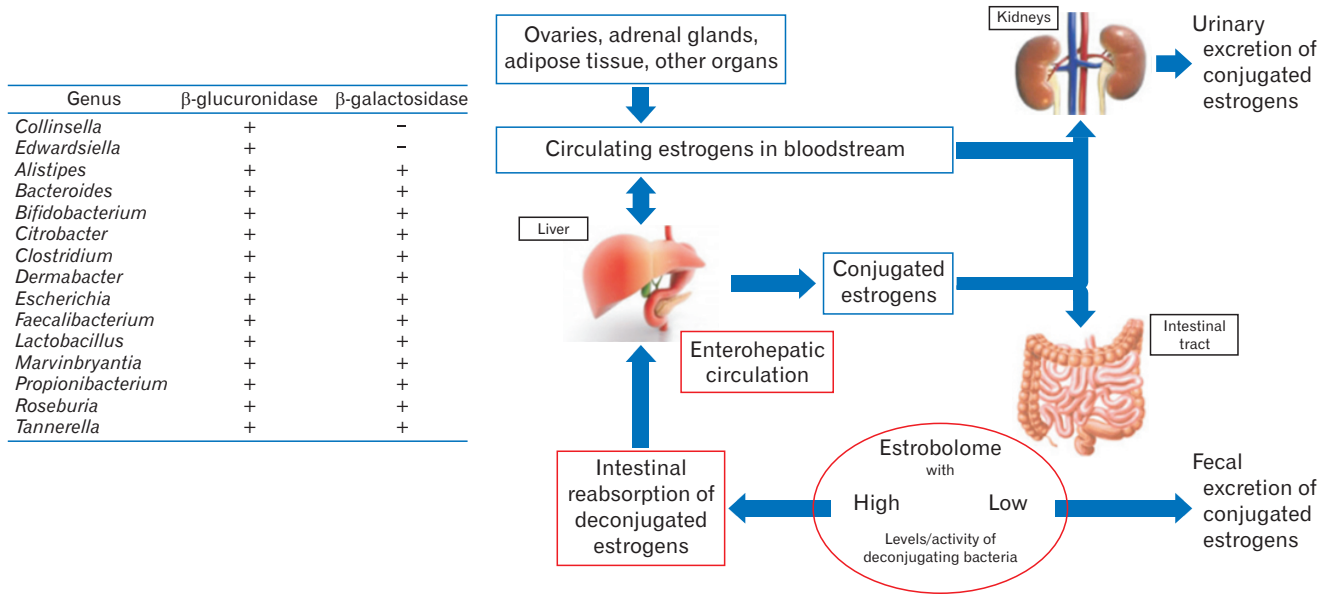 Genus β-glucuronidase β-galactosidase
Collinsella + −
Edwardsiella + −
Alistipes + +
Bacteroides + +
Bifidobacterium + +
Citrobacter + +
Clostridium + +
Dermabacter + +
Escherichia + +
Faecalibacterium + +
Lactobacillus + +
Marvinbryantia + +
Propionibacterium + +
Roseburia + +
Tannerella + +
Ovaries, adrenal glands,
adipose tissue, other organs
Kidneys
Urinary
excretion of
conjugated
estrogens
Circulating estrogens in bloodstream
Liver
Conjugated
estrogens
Intestinal
tract
Enterohepatic
circulation
Intestinal
reabsorption of
deconjugated
estrogens
Estrobolome
with
High Low
Levels/activity of
deconjugating bacteria
Fecal
excretion of
conjugated
estrogens